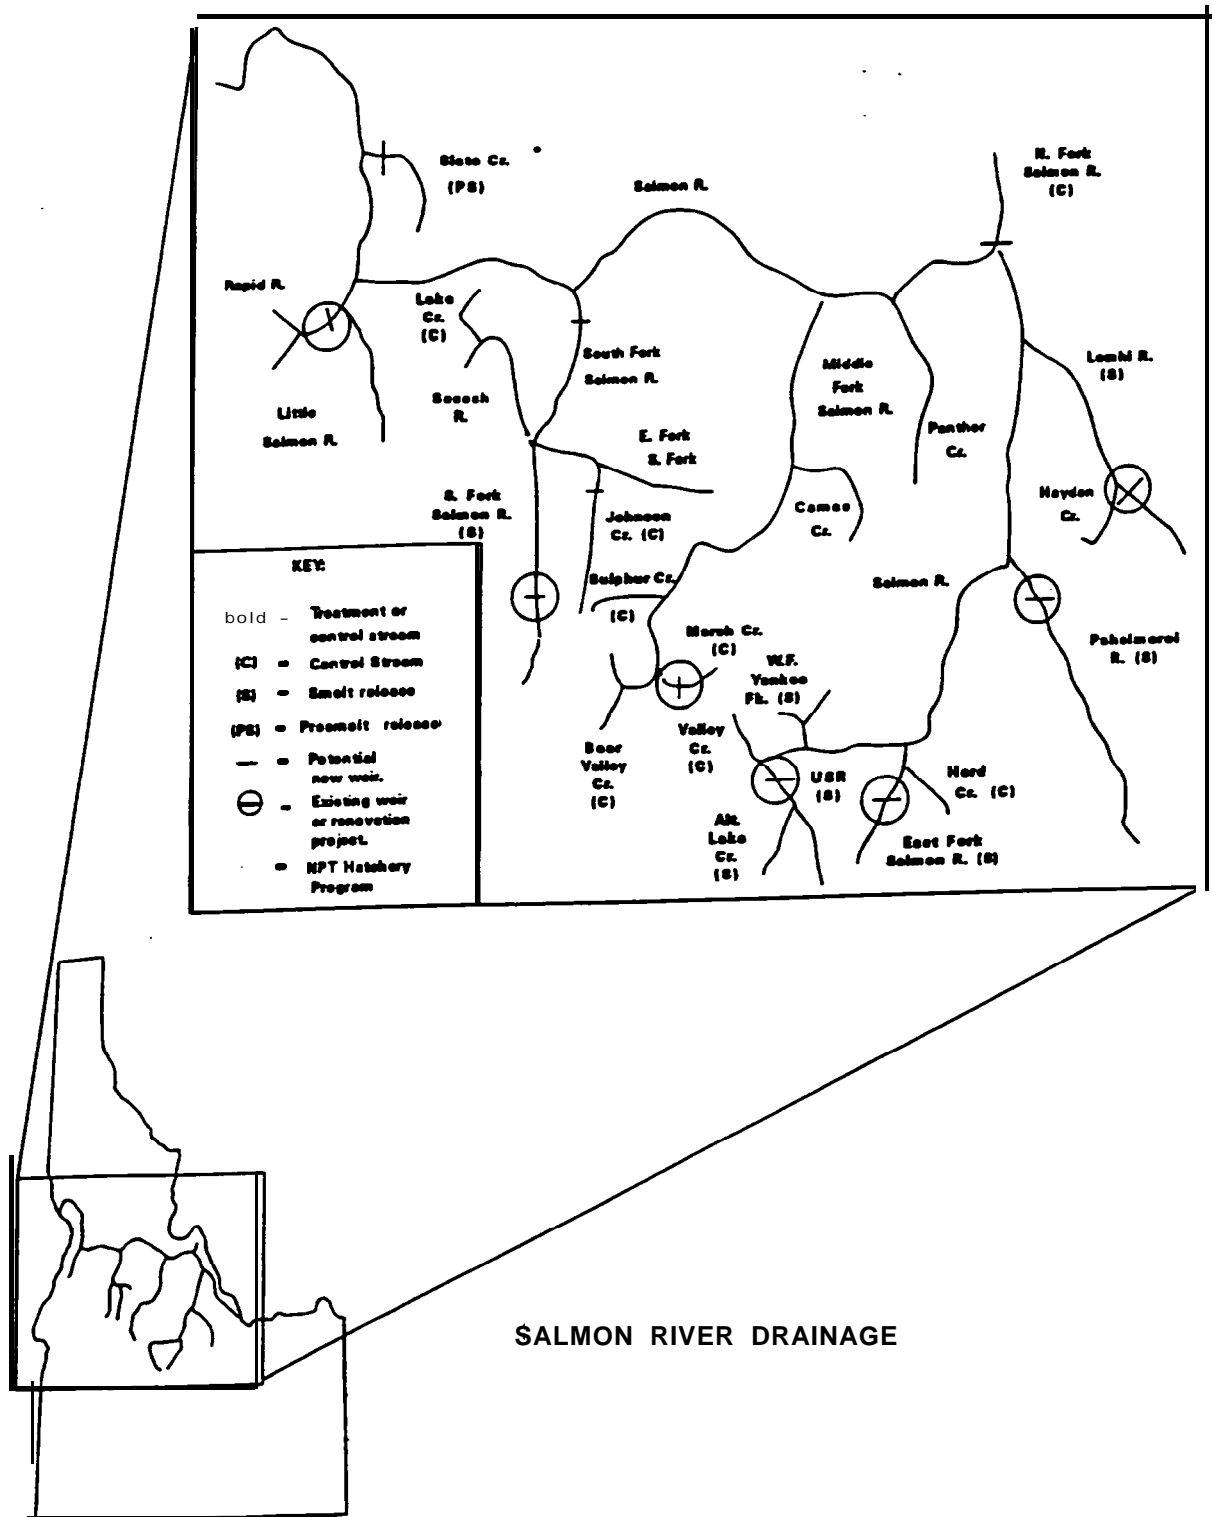 Slate Cr.
(PS)
Salmon R.
N. Fork
Salmon R.
(C)
Rapid R.
Lake
Cr.
(C)
South Fork
Salmon R.
Middle
Fork
Salmon R.
Lemhi R.
(S)
Little
Salmon R.
Secesh
R.
E. Fork
S. Fork
Panther
Cr.
S. Fork
Salmon R.
(S)
Johnson
Cr. (C)
Camas
Cr.
Hayden
Cr.
Sulphur Cr.
(C)
Salmon R.
Marsh Cr.
(C)
W.F.
Yankee
Fk. (S)
Pahsimeroi
R. (S)
Bear
Valley
Cr.
(C)
Valley
Cr.
(C)
USR
(S)
Herd
Cr. (C)
Alt.
Lake
Cr.
(S)
East Fork
Salmon R. (S)
KEY:
bold - Treatment or
control stream
(C) - Control Stream
(S) - Smolt release
(PS) - Presmolt release
— - Potential
new weir.
- Existing weir
or renovation
project.
- NPT Hatchery
Program
SALMON RIVER DRAINAGE